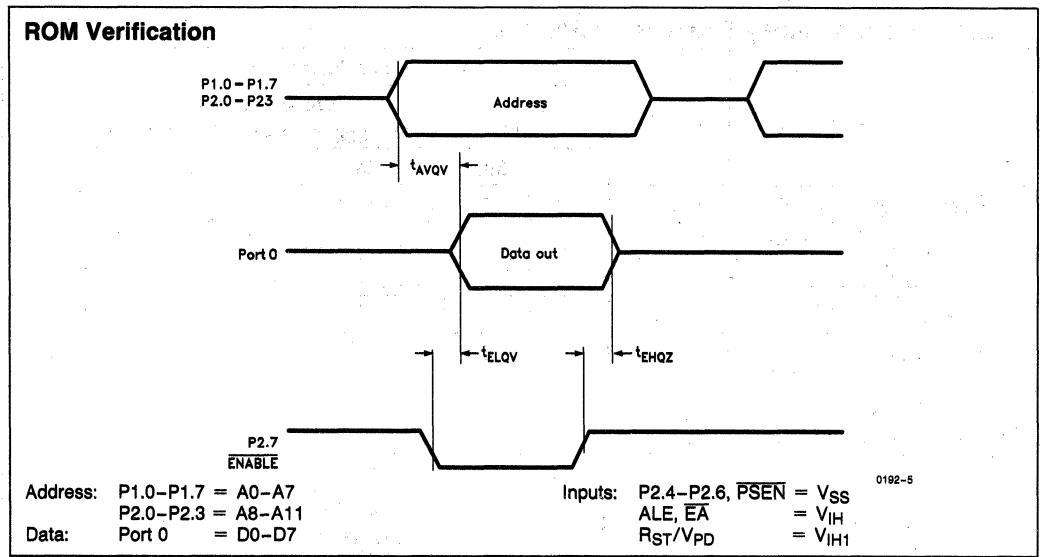 ROM Verification
P1.0–P1.7
P2.0–P23
Address
tAVQV
Port 0
Data out
tELQV
tEHQZ
P2.7
ENABLE
0192–5
Address: P1.0–P1.7 = A0–A7
P2.0–P2.3 = A8–A11
Data: Port 0 = D0–D7
Inputs: P2.4–P2.6, PSEN = VSS
ALE, EA = VIH
RST/VPD = VIH1